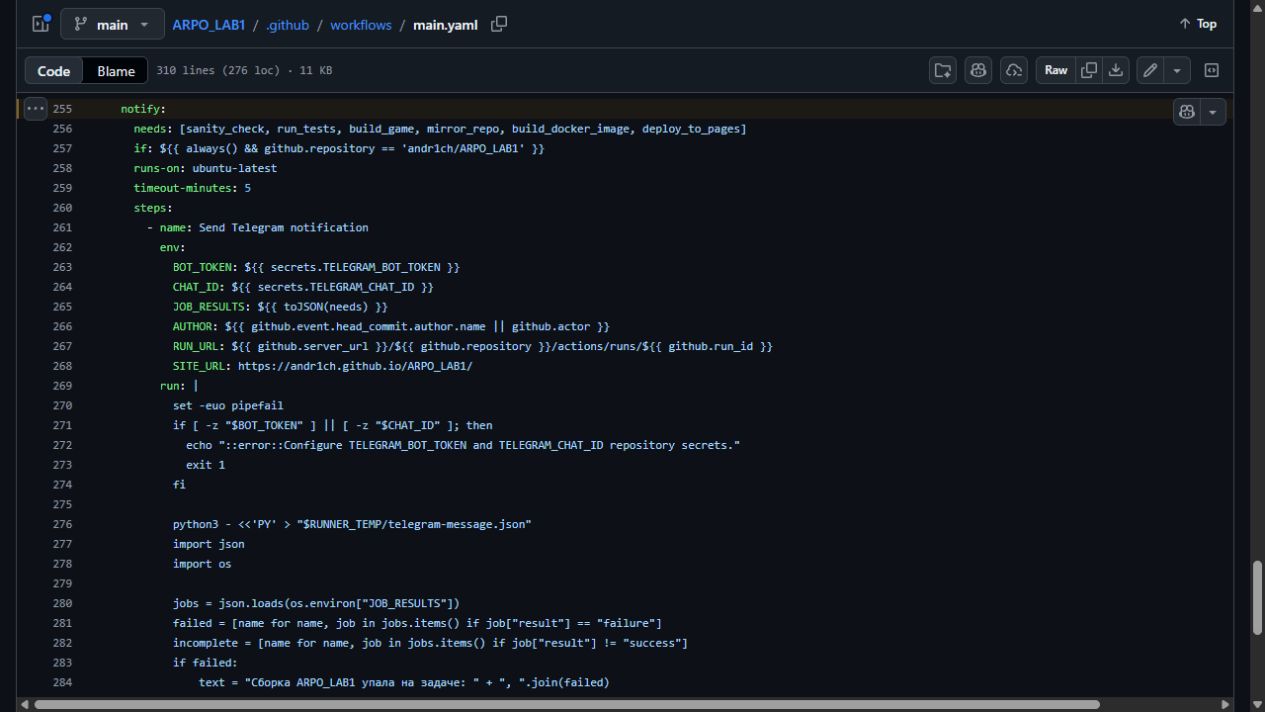 main ARPO_LAB1 / .github / workflows / main.yaml Top
Code Blame 310 lines (276 loc) · 11 KB Raw
255 notify:
256 needs: [sanity_check, run_tests, build_game, mirror_repo, build_docker_image, deploy_to_pages]
257 if: ${{ always() && github.repository == 'andr1ch/ARPO_LAB1' }}
258 runs-on: ubuntu-latest
259 timeout-minutes: 5
260 steps:
261 - name: Send Telegram notification
262 env:
263 BOT_TOKEN: ${{ secrets.TELEGRAM_BOT_TOKEN }}
264 CHAT_ID: ${{ secrets.TELEGRAM_CHAT_ID }}
265 JOB_RESULTS: ${{ toJSON(needs) }}
266 AUTHOR: ${{ github.event.head_commit.author.name || github.actor }}
267 RUN_URL: ${{ github.server_url }}/${{ github.repository }}/actions/runs/${{ github.run_id }}
268 SITE_URL: https://andr1ch.github.io/ARPO_LAB1/
269 run: |
270 set -euo pipefail
271 if [ -z "$BOT_TOKEN" ] || [ -z "$CHAT_ID" ]; then
272 echo "::error::Configure TELEGRAM_BOT_TOKEN and TELEGRAM_CHAT_ID repository secrets."
273 exit 1
274 fi
275
276 python3 - <<'PY' > "$RUNNER_TEMP/telegram-message.json"
277 import json
278 import os
279
280 jobs = json.loads(os.environ["JOB_RESULTS"])
281 failed = [name for name, job in jobs.items() if job["result"] == "failure"]
282 incomplete = [name for name, job in jobs.items() if job["result"] != "success"]
283 if failed:
284 text = "Сборка ARPO_LAB1 упала на задаче: " + ", ".join(failed)